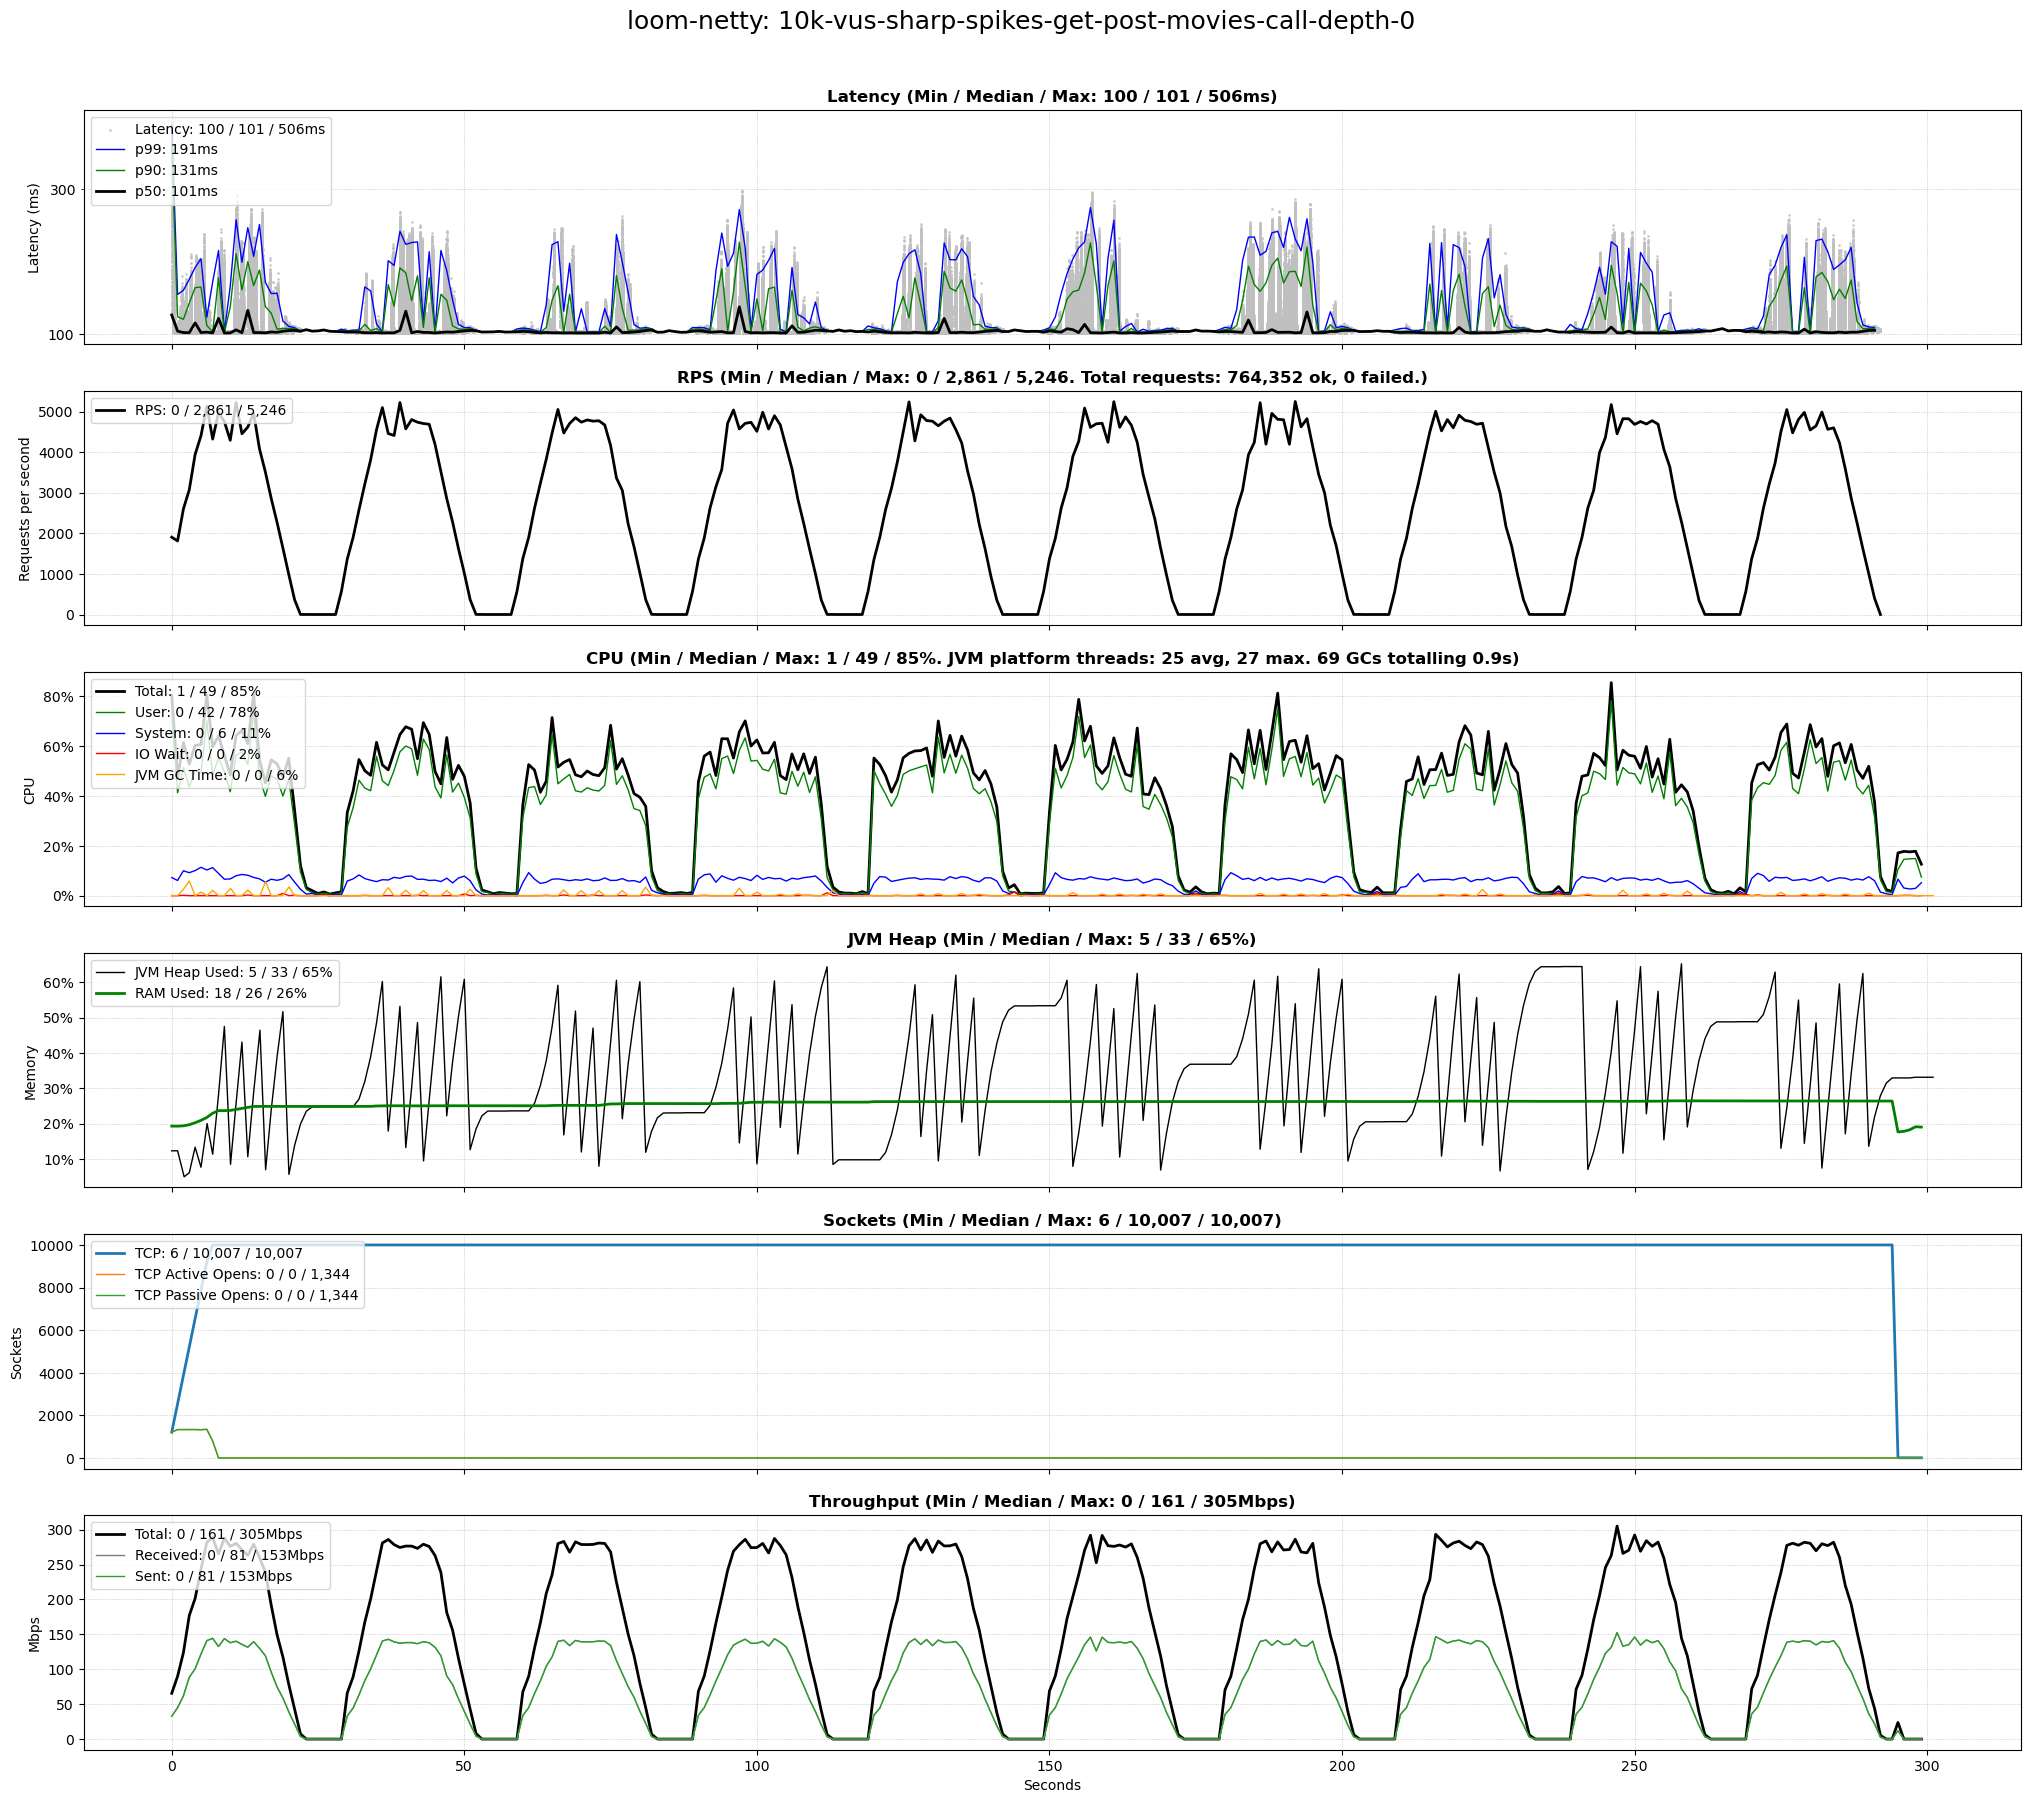 loom-netty: 10k-vus-sharp-spikes-get-post-movies-call-depth-0
Latency (Min / Median / Max: 100 / 101 / 506ms)
Latency: 100 / 101 / 506ms
p99: 191ms
p90: 131ms
p50: 101ms
300
100
Latency (ms)
RPS (Min / Median / Max: 0 / 2,861 / 5,246. Total requests: 764,352 ok, 0 failed.)
RPS: 0 / 2,861 / 5,246
5000
4000
3000
2000
1000
0
Requests per second
CPU (Min / Median / Max: 1 / 49 / 85%. JVM platform threads: 25 avg, 27 max. 69 GCs totalling 0.9s)
Total: 1 / 49 / 85%
User: 0 / 42 / 78%
System: 0 / 6 / 11%
IO Wait: 0 / 0 / 2%
JVM GC Time: 0 / 0 / 6%
80%
60%
40%
20%
0%
CPU
JVM Heap (Min / Median / Max: 5 / 33 / 65%)
JVM Heap Used: 5 / 33 / 65%
RAM Used: 18 / 26 / 26%
60%
50%
40%
30%
20%
10%
Memory
Sockets (Min / Median / Max: 6 / 10,007 / 10,007)
TCP: 6 / 10,007 / 10,007
TCP Active Opens: 0 / 0 / 1,344
TCP Passive Opens: 0 / 0 / 1,344
10000
8000
6000
4000
2000
0
Sockets
Throughput (Min / Median / Max: 0 / 161 / 305Mbps)
Total: 0 / 161 / 305Mbps
Received: 0 / 81 / 153Mbps
Sent: 0 / 81 / 153Mbps
300
250
200
150
100
50
0
Mbps
0 50 100 150 200 250 300
Seconds